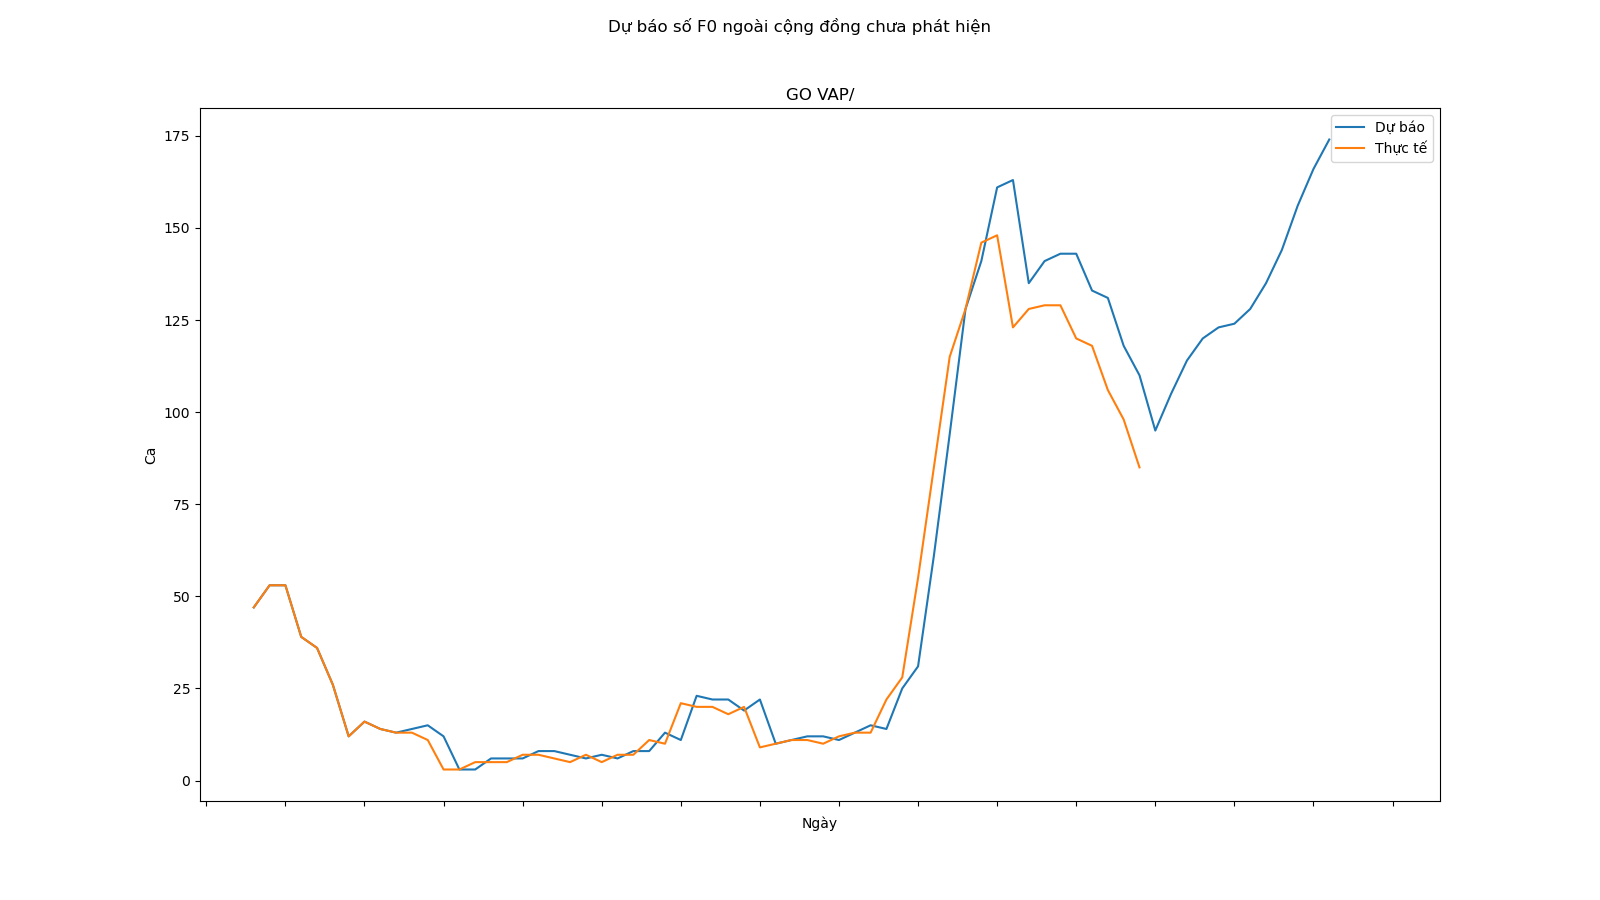 Dự báo số F0 ngoài cộng đồng chưa phát hiện
GO VAP/
175
150
125
100
75
50
25
0
Ca
Dự báo
Thực tế
Ngày